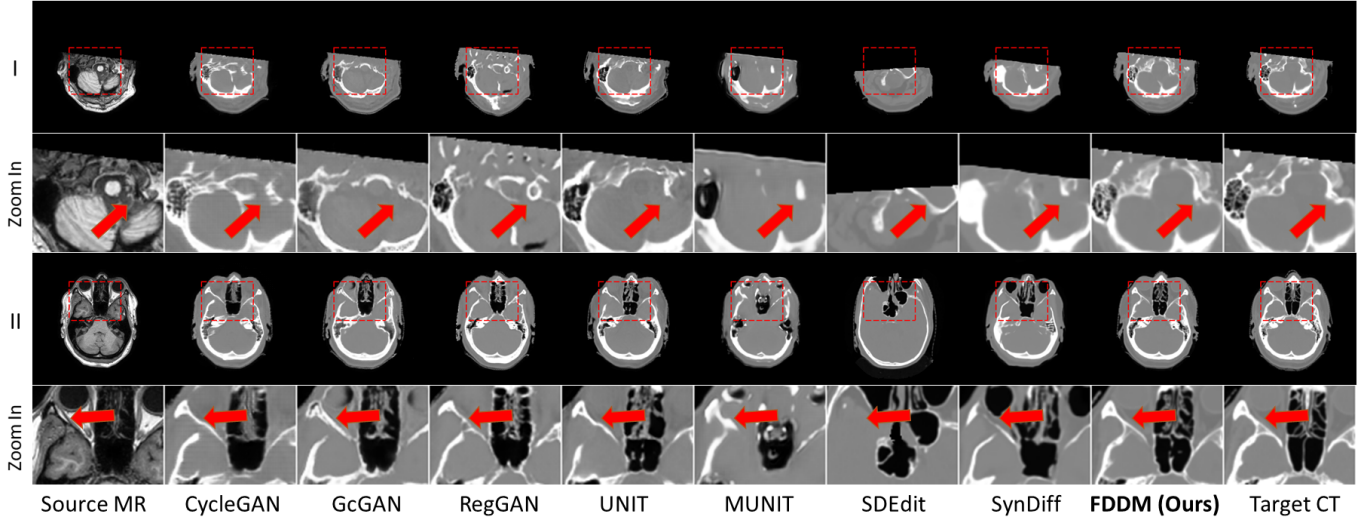 I
Zoom In
II
Zoom In
Source MR CycleGAN GcGAN RegGAN UNIT MUNIT SDEdit SynDiff FDDM (Ours) Target CT